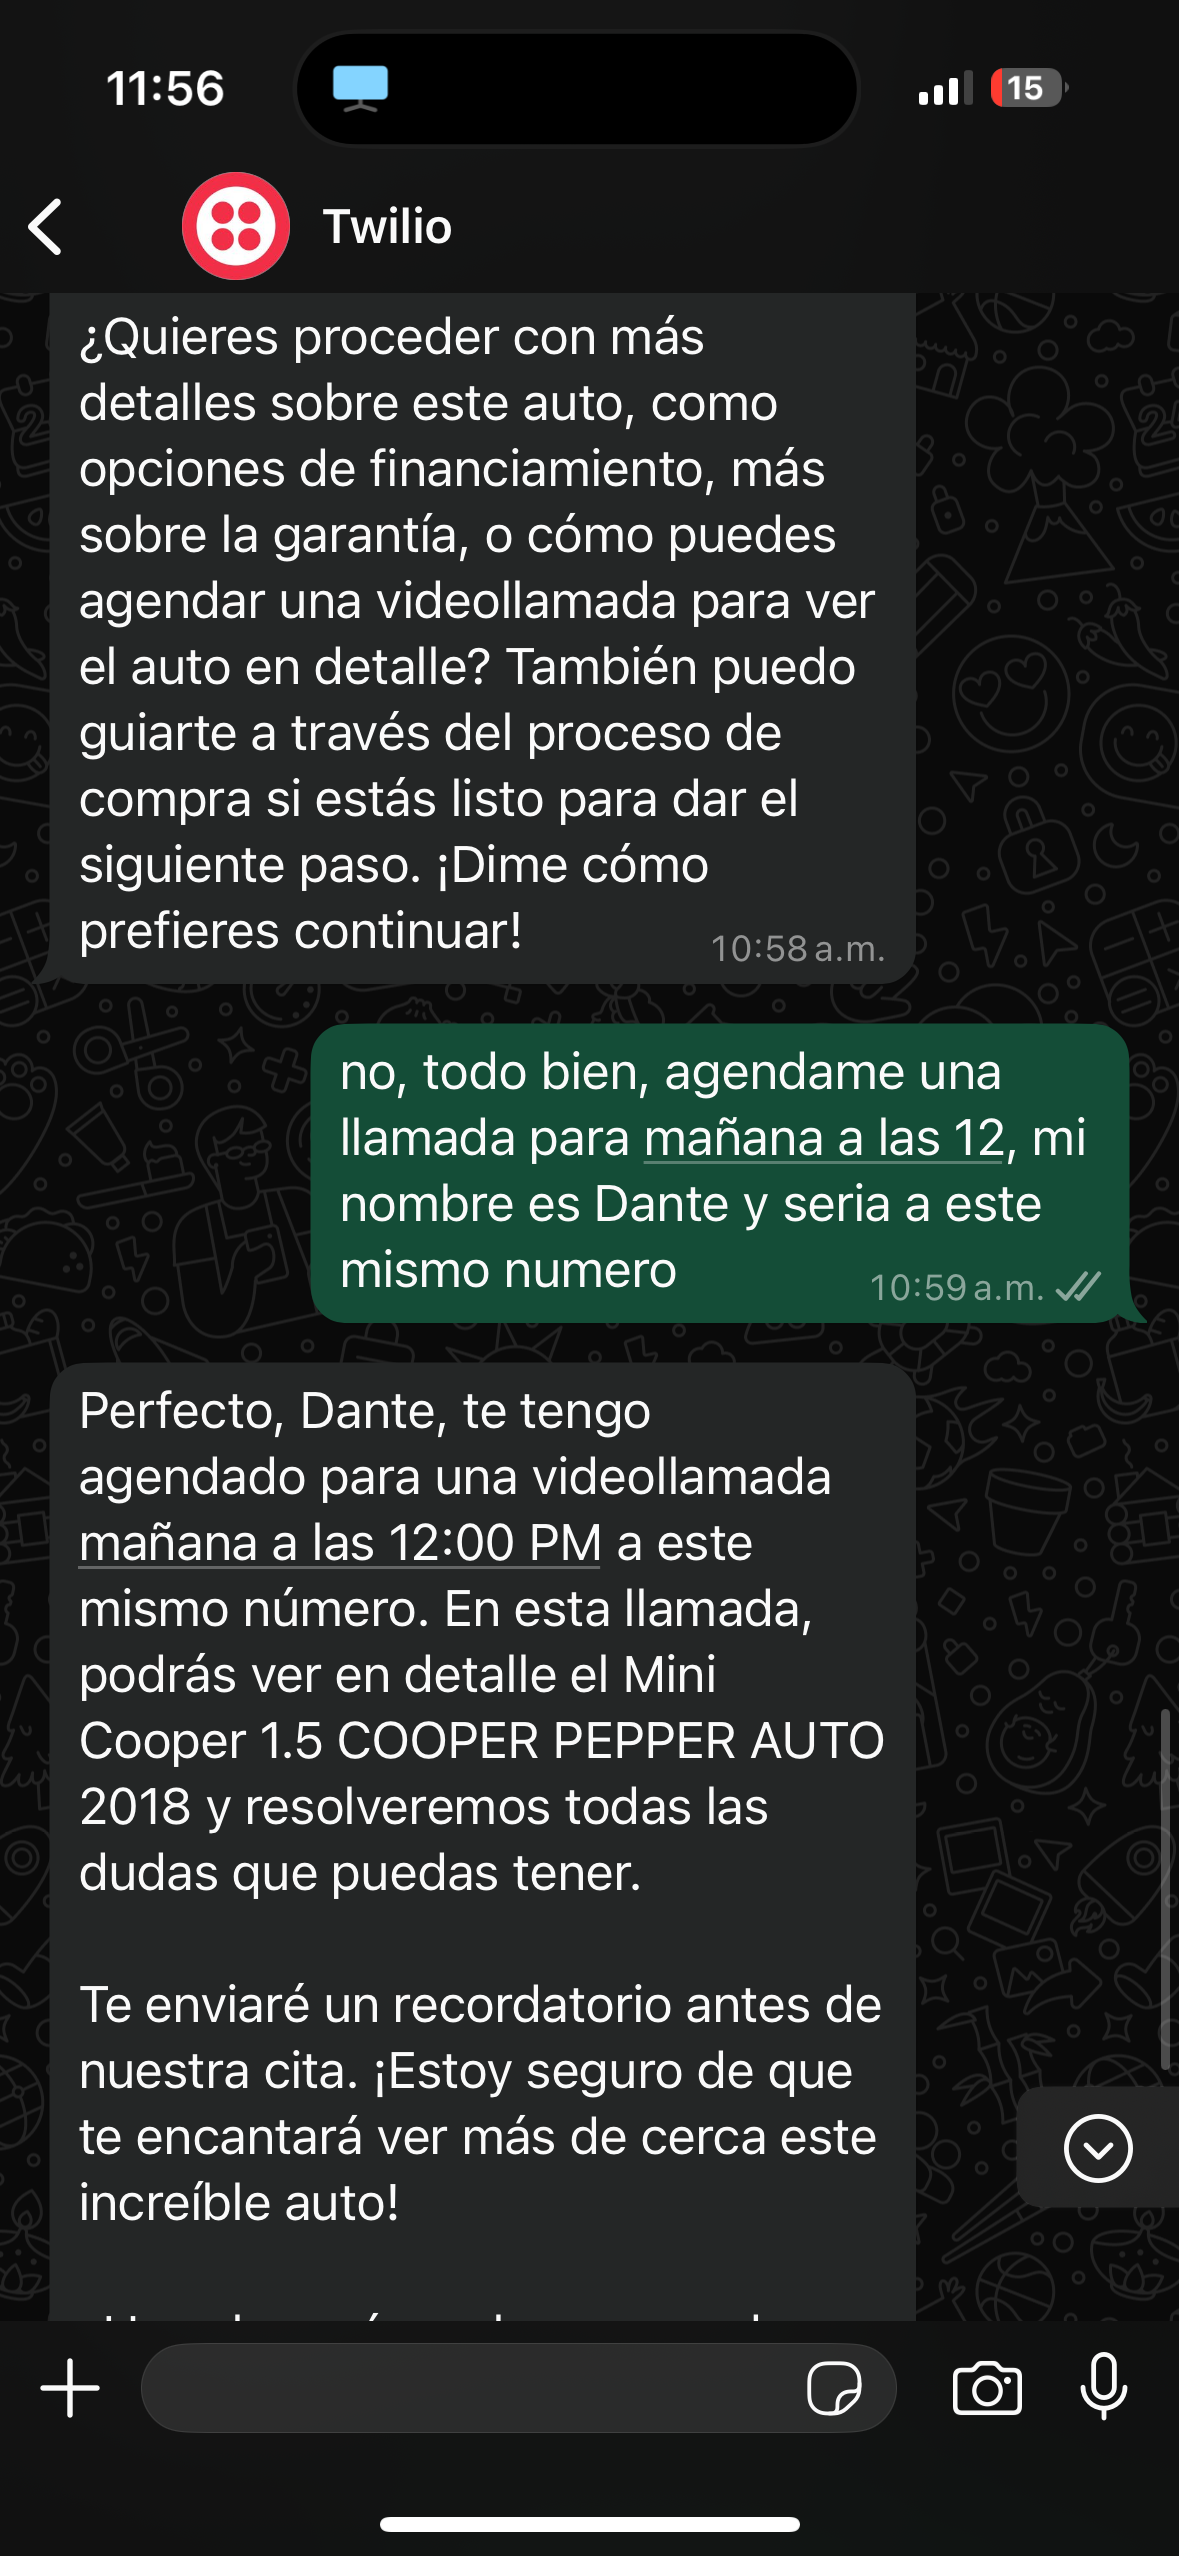 11:56
15
Twilio
¿Quieres proceder con más
detalles sobre este auto, como
opciones de financiamiento, más
sobre la garantía, o cómo puedes
agendar una videollamada para ver
el auto en detalle? También puedo
guiarte a través del proceso de
compra si estás listo para dar el
siguiente paso. ¡Dime cómo
prefieres continuar!
10:58 a.m.
no, todo bien, agendame una
llamada para mañana a las 12, mi
nombre es Dante y seria a este
mismo numero
10:59 a.m.
Perfecto, Dante, te tengo
agendado para una videollamada
mañana a las 12:00 PM a este
mismo número. En esta llamada,
podrás ver en detalle el Mini
Cooper 1.5 COOPER PEPPER AUTO
2018 y resolveremos todas las
dudas que puedas tener.
Te enviaré un recordatorio antes de
nuestra cita. ¡Estoy seguro de que
te encantará ver más de cerca este
increíble auto!